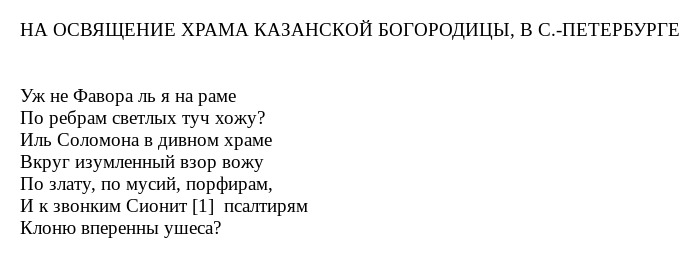 НА ОСВЯЩЕНИЕ ХРАМА КАЗАНСКОЙ БОГОРОДИЦЫ, В С.-ПЕТЕРБУРГЕ
Уж не Фавора ль я на раме
По ребрам светлых туч хожу?
Иль Соломона в дивном храме
Вкруг изумленный взор вожу
По злату, по мусий, порфирам,
И к звонким Сионит [1] псалтирям
Клоню вперенны ушеса?